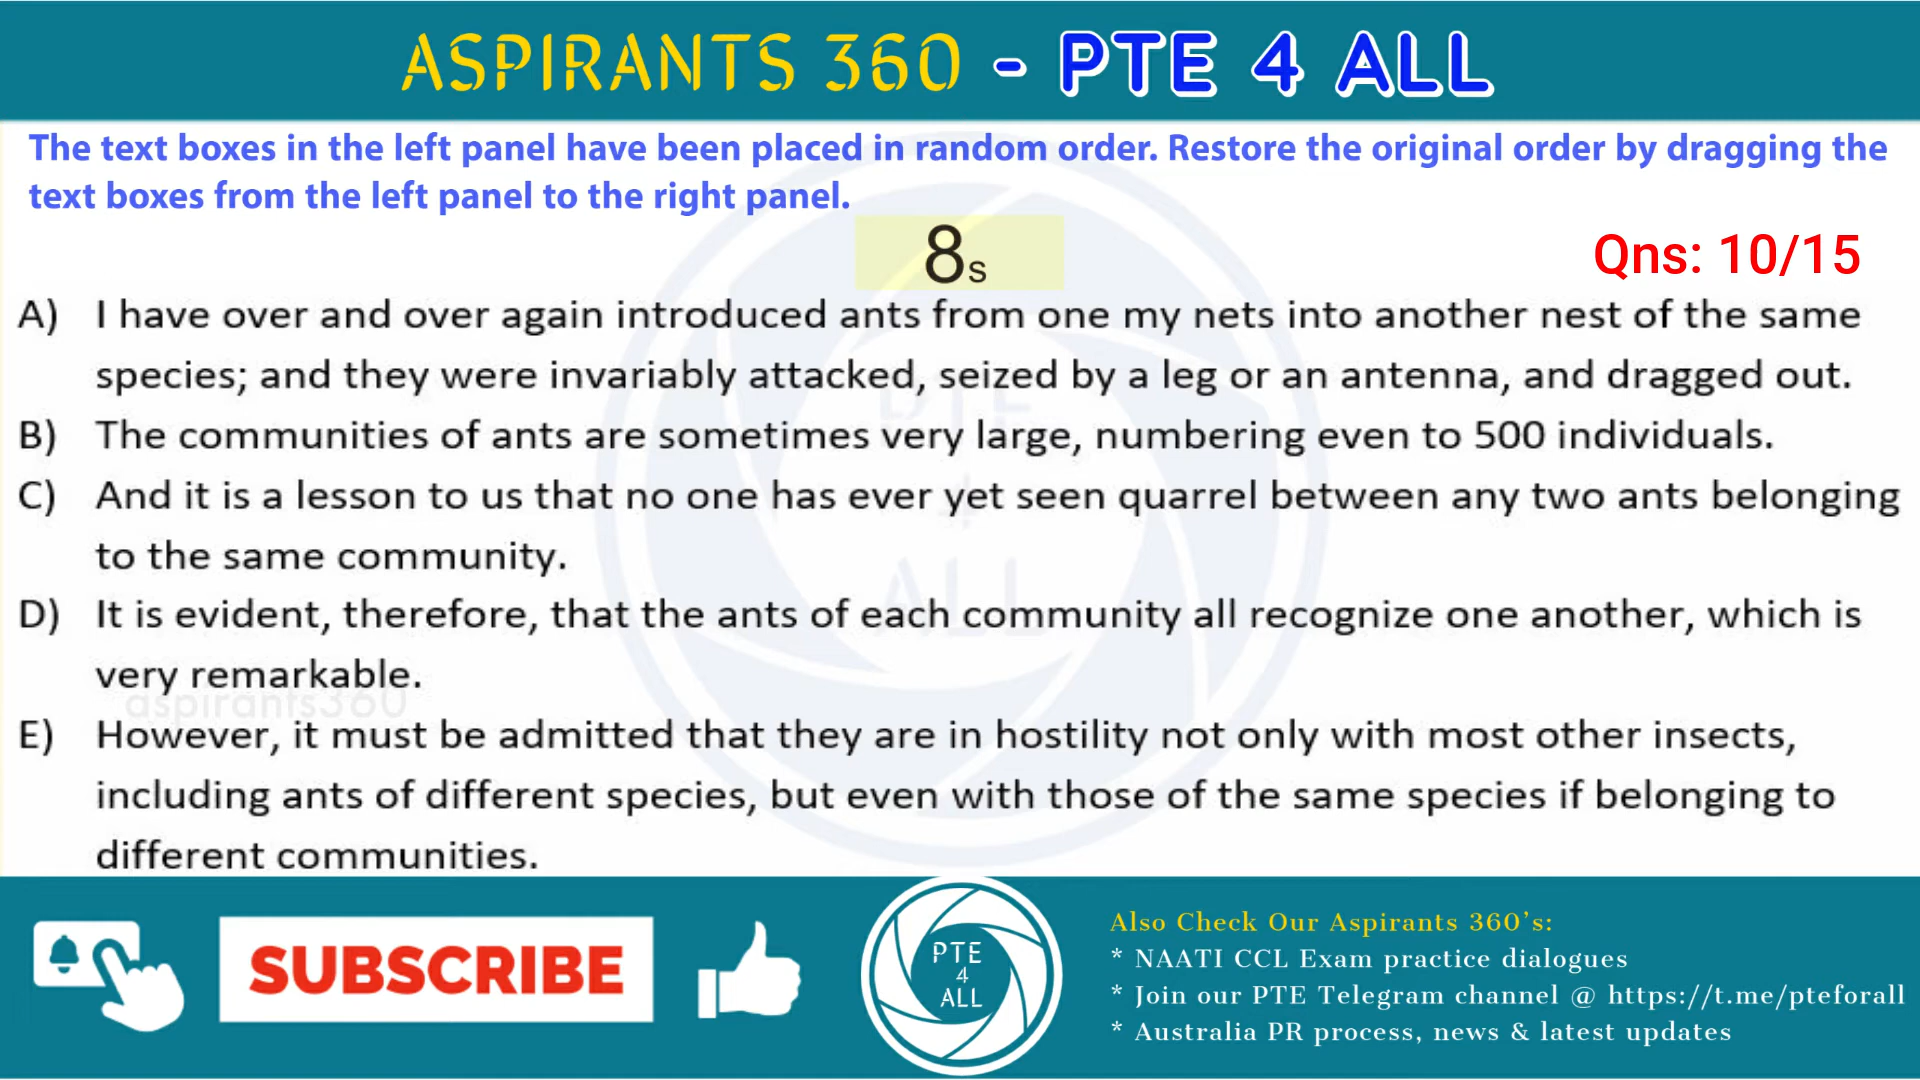 ASPIRANTS 360 - PTE 4 ALL
The text boxes in the left panel have been placed in random order. Restore the original order by dragging the
text boxes from the left panel to the right panel.
8s
Qns: 10/15
A) I have over and over again introduced ants from one my nets into another nest of the same
species; and they were invariably attacked, seized by a leg or an antenna, and dragged out.
B) The communities of ants are sometimes very large, numbering even to 500 individuals.
C) And it is a lesson to us that no one has ever yet seen quarrel between any two ants belonging
to the same community.
D) It is evident, therefore, that the ants of each community all recognize one another, which is
very remarkable.
aspirants360
E) However, it must be admitted that they are in hostility not only with most other insects,
including ants of different species, but even with those of the same species if belonging to
different communities.
PTE
4
ALL
SUBSCRIBE
PTE
4
ALL
Also Check Our Aspirants 360's:
* NAATI CCL Exam practice dialogues
* Join our PTE Telegram channel @ https://t.me/pteforall
* Australia PR process, news & latest updates